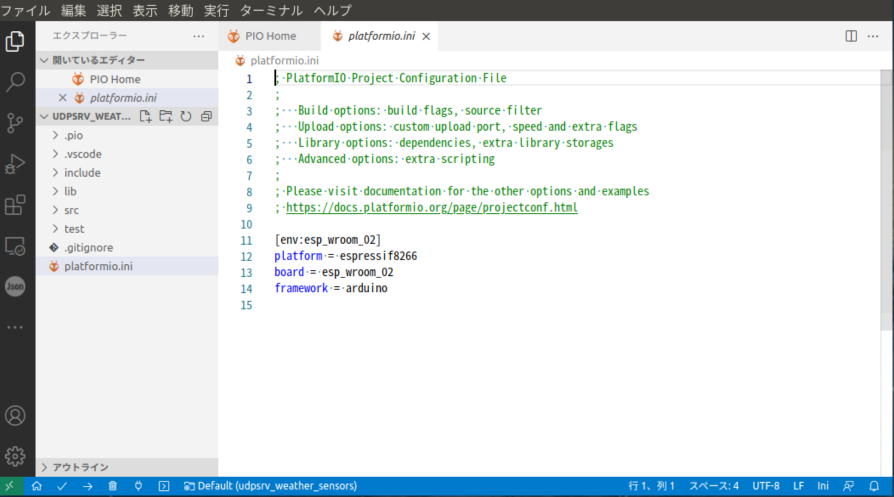 ファイル 編集 選択 表示 移動 実行 ターミナル ヘルプ
エクスプローラー ...
PIO Home platformio.ini
開いているエディター
PIO Home
platformio.ini
UDPSRV_WEAT...
.pio
.vscode
include
lib
src
test
.gitignore
platformio.ini
アウトライン
Json
platformio.ini
1 ; PlatformIO Project Configuration File
2 ;
3 ;   Build options: build flags, source filter
4 ;   Upload options: custom upload port, speed and extra flags
5 ;   Library options: dependencies, extra library storages
6 ;   Advanced options: extra scripting
7 ;
8 ; Please visit documentation for the other options and examples
9 ; https://docs.platformio.org/page/projectconf.html
10
11 [env:esp_wroom_02]
12 platform = espressif8266
13 board = esp_wroom_02
14 framework = arduino
15
Default (udpsrv_weather_sensors) 行 1、列 1 スペース: 4 UTF-8 LF Ini